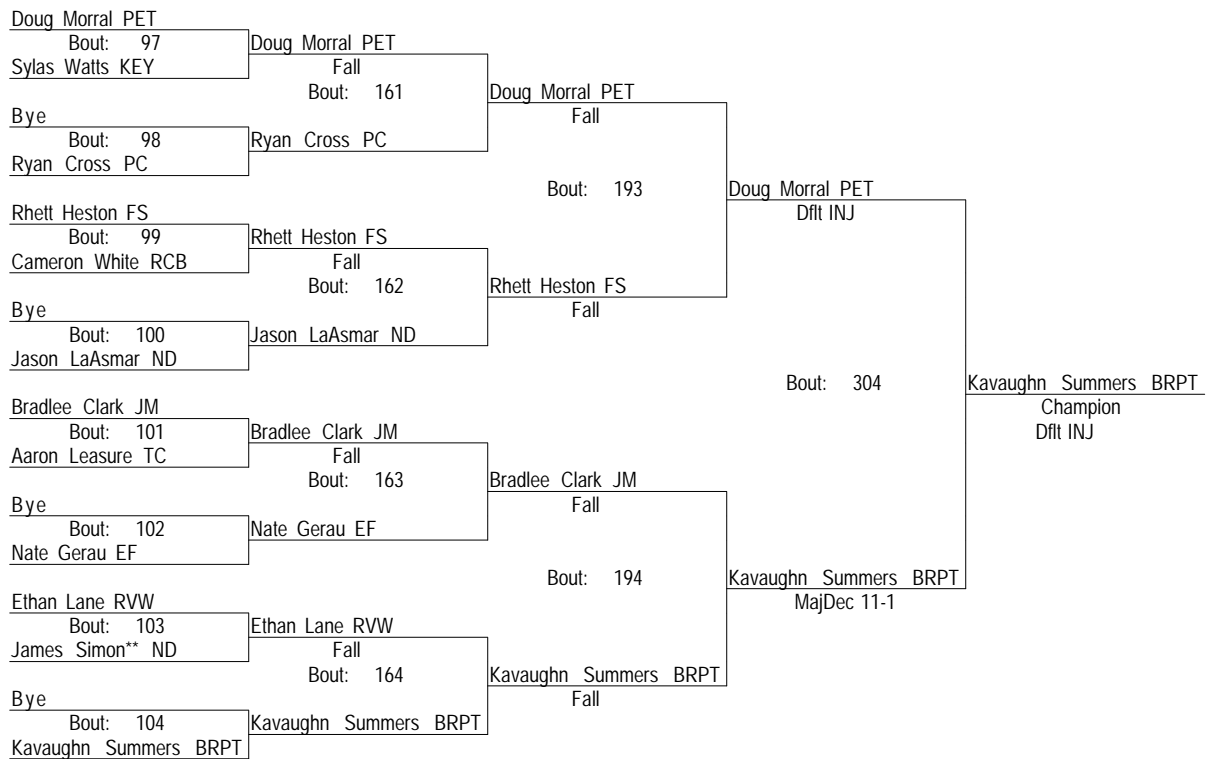 Doug Morral PET
Bout: 97
Sylas Watts KEY
Bye
Bout: 98
Ryan Cross PC
Rhett Heston FS
Bout: 99
Cameron White RCB
Bye
Bout: 100
Jason LaAsmar ND
Bradlee Clark JM
Bout: 101
Aaron Leasure TC
Bye
Bout: 102
Nate Gerau EF
Ethan Lane RVW
Bout: 103
James Simon** ND
Bye
Bout: 104
Kavaughn Summers BRPT
Doug Morral PET
Fall
Bout: 161
Ryan Cross PC
Rhett Heston FS
Fall
Bout: 162
Jason LaAsmar ND
Bradlee Clark JM
Fall
Bout: 163
Nate Gerau EF
Ethan Lane RVW
Fall
Bout: 164
Kavaughn Summers BRPT
Doug Morral PET
Fall
Bout: 193
Rhett Heston FS
Fall
Bradlee Clark JM
Fall
Bout: 194
Kavaughn Summers BRPT
Fall
Doug Morral PET
Dflt INJ
Bout: 304
Kavaughn Summers BRPT
MajDec 11-1
Kavaughn Summers BRPT
Champion
Dflt INJ